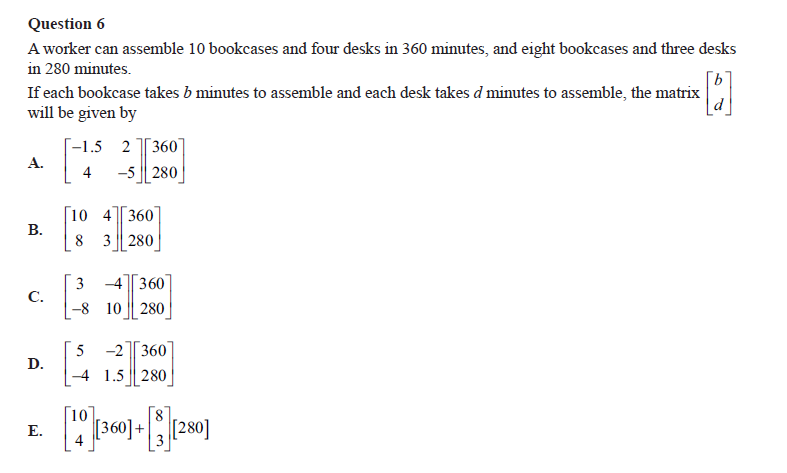 Question 6
A worker can assemble 10 bookcases and four desks in 360 minutes, and eight bookcases and three desks
in 280 minutes.
If each bookcase takes b minutes to assemble and each desk takes d minutes to assemble, the matrix [b
d]
will be given by
A. [−1.5 2][360]
[4 −5][280]
B. [10 4][360]
[8 3][280]
C. [3 −4][360]
[−8 10][280]
D. [5 −2][360]
[−4 1.5][280]
E. [10
4][360]+[8
3][280]